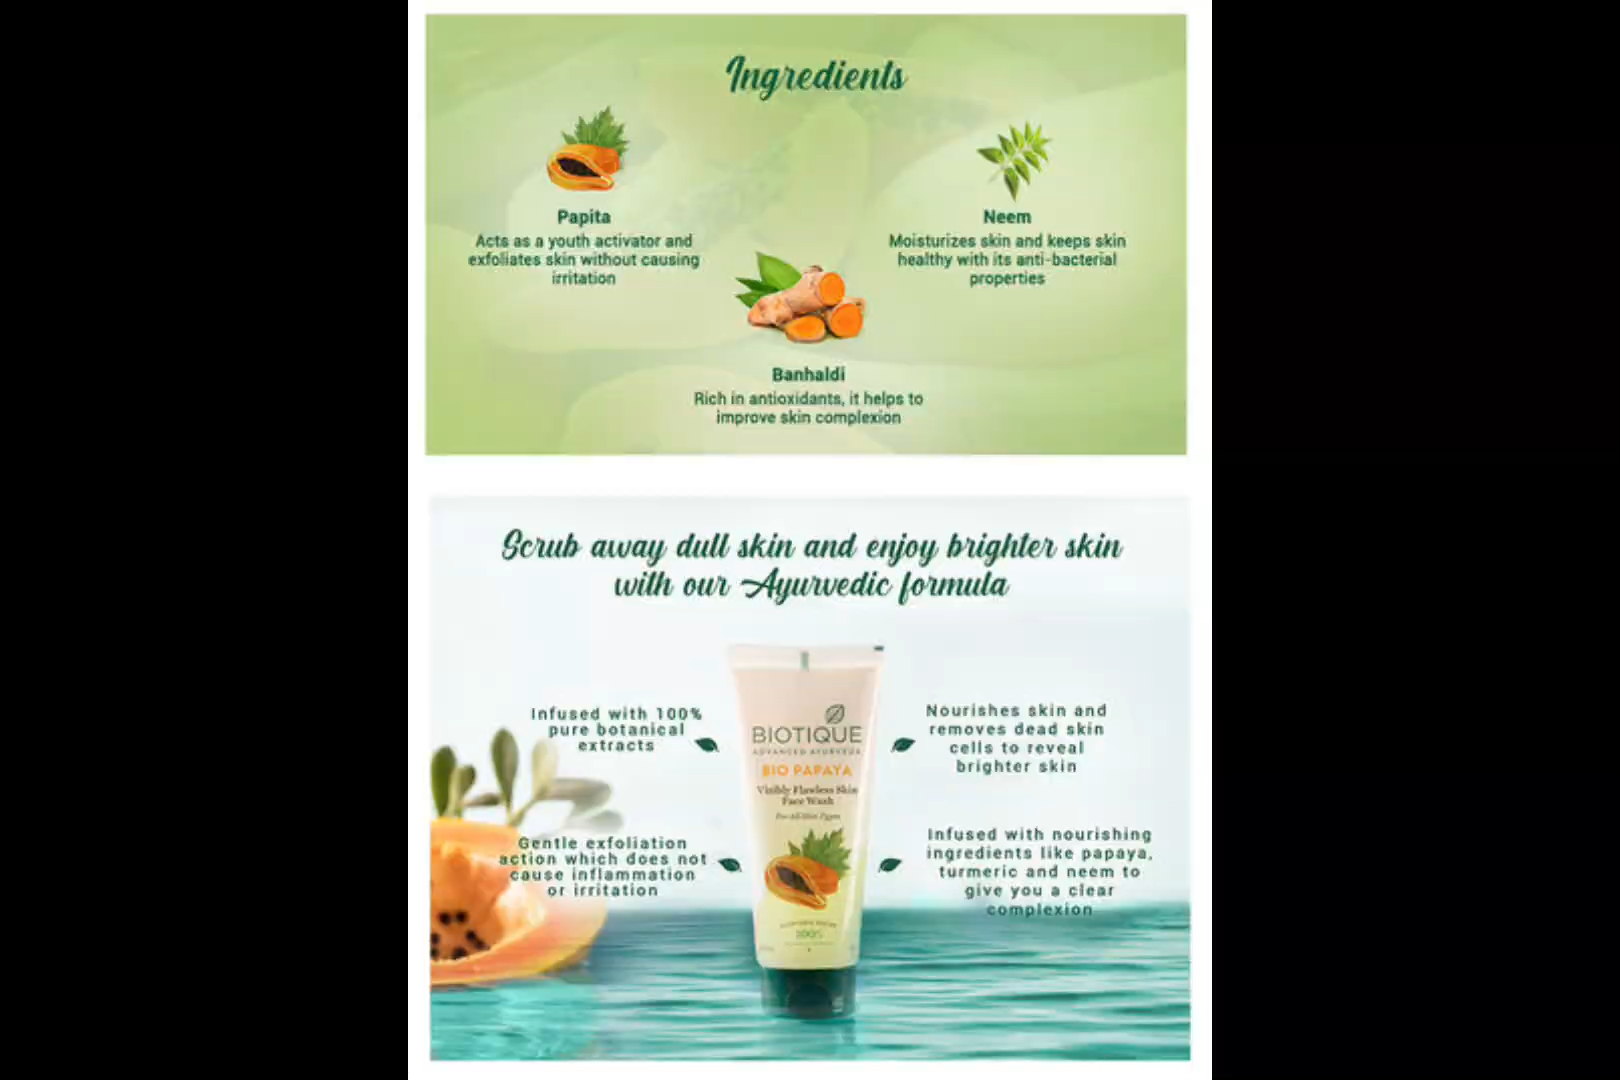 Ingredients
Papita
Acts as a youth activator and
exfoliates skin without causing
irritation
Neem
Moisturizes skin and keeps skin
healthy with its anti-bacterial
properties
Banhaldi
Rich in antioxidants, it helps to
improve skin complexion
Scrub away dull skin and enjoy brighter skin
with our Ayurvedic formula
Infused with 100%
pure botanical
extracts
Gentle exfoliation
action which does not
cause inflammation
or irritation
BIOTIQUE
ADVANCED AYURVEDA
BIO PAPAYA
Visibly Flawless Skin
Face Wash
For All Skin Types
100%
Nourishes skin and
removes dead skin
cells to reveal
brighter skin
Infused with nourishing
ingredients like papaya,
turmeric and neem to
give you a clear
complexion